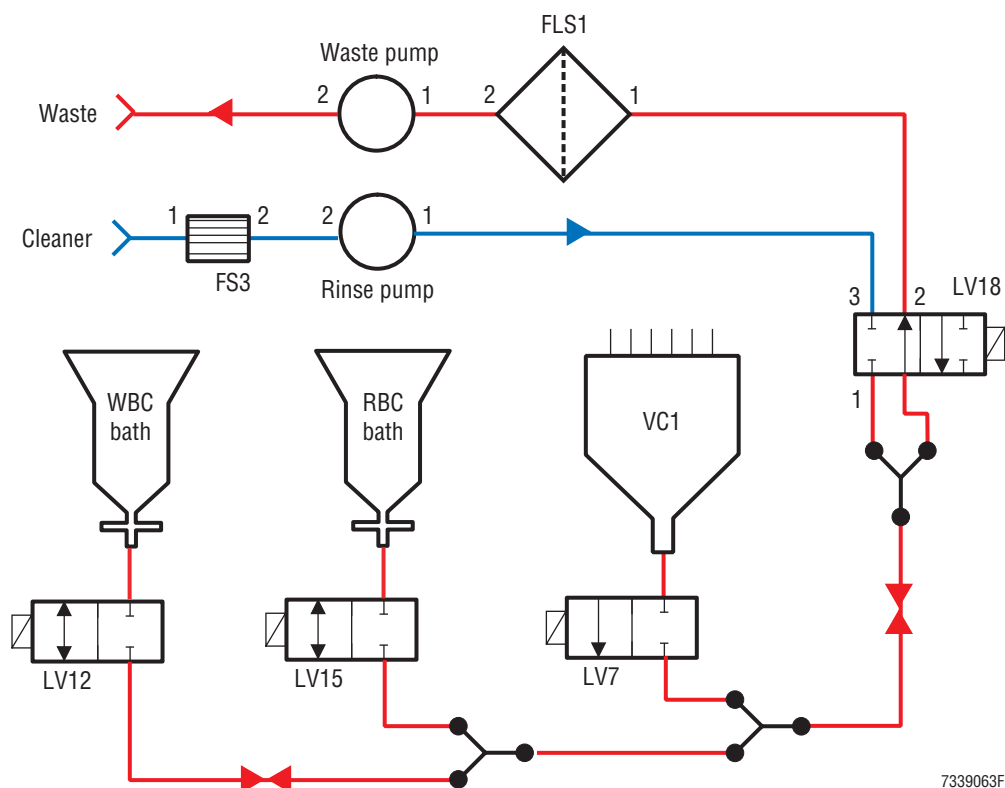 FLS1
Waste pump
Waste
2
1
2
1
Cleaner
1
2
2
1
FS3
Rinse pump
3
2
LV18
1
WBC
bath
RBC
bath
VC1
LV12
LV15
LV7
7339063F